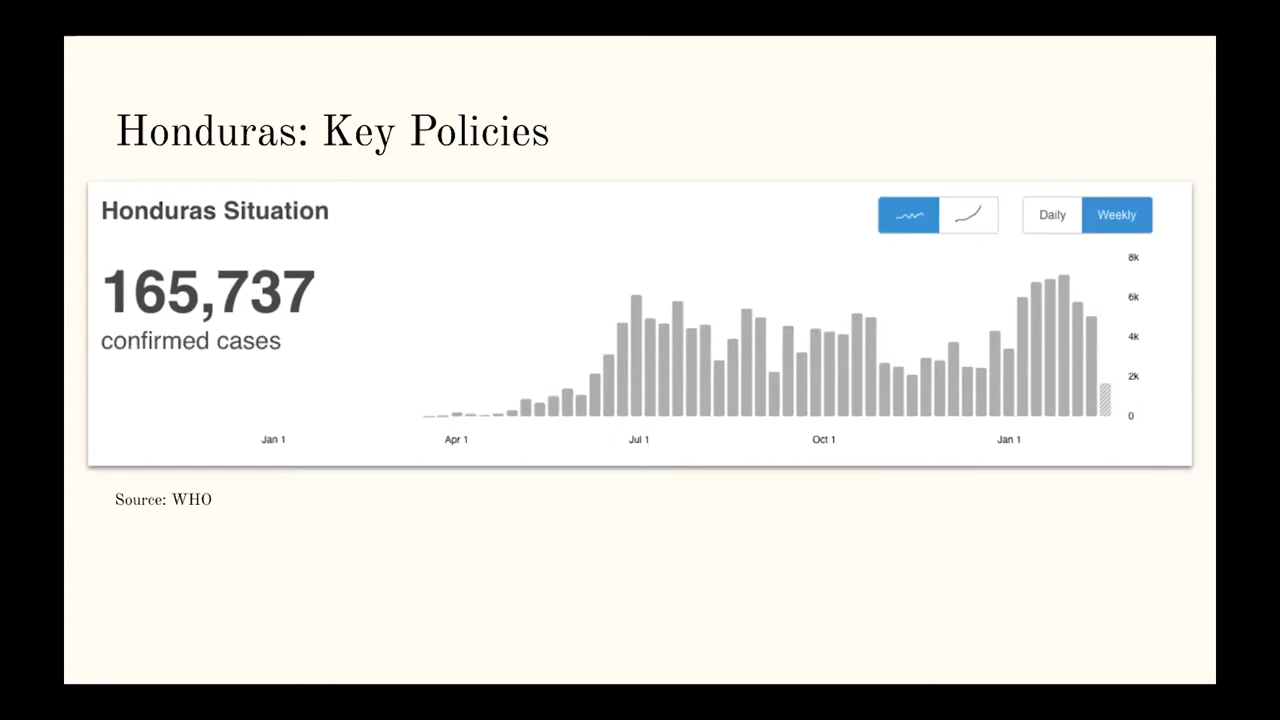 Honduras: Key Policies
Honduras Situation
Daily
Weekly
165,737
confirmed cases
8k
6k
4k
2k
0
Jan 1
Apr 1
Jul 1
Oct 1
Jan 1
Source: WHO